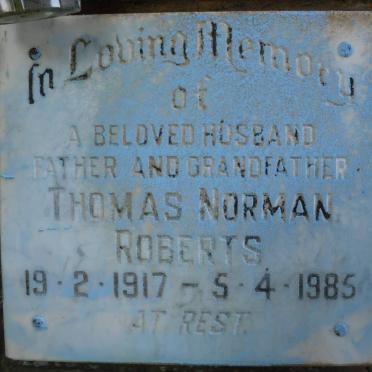 In Loving Memory
of
A BELOVED HUSBAND
FATHER AND GRANDFATHER
THOMAS NORMAN
ROBERTS
19 · 2 · 1917 - 5 · 4 · 1985
AT REST.